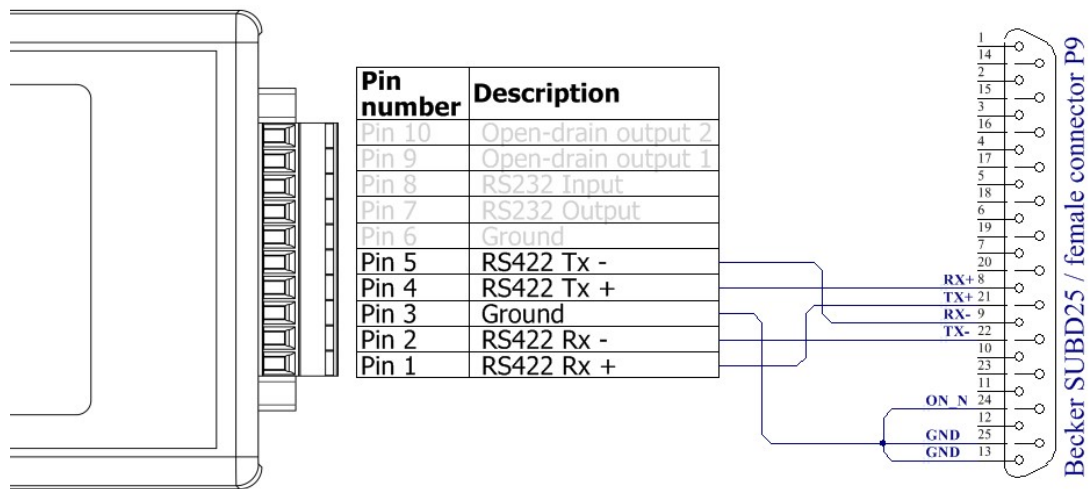 Pin number Description
Pin 10 Open-drain output 2
Pin 9 Open-drain output 1
Pin 8 RS232 Input
Pin 7 RS232 Output
Pin 6 Ground
Pin 5 RS422 Tx -
Pin 4 RS422 Tx +
Pin 3 Ground
Pin 2 RS422 Rx -
Pin 1 RS422 Rx +
1
14
2
15
3
16
4
17
5
18
6
19
7
20
RX+ 8
TX+ 21
RX- 9
TX- 22
10
23
11
ON_N 24
12
GND 25
GND 13
Becker SUBD25 / female connector P9